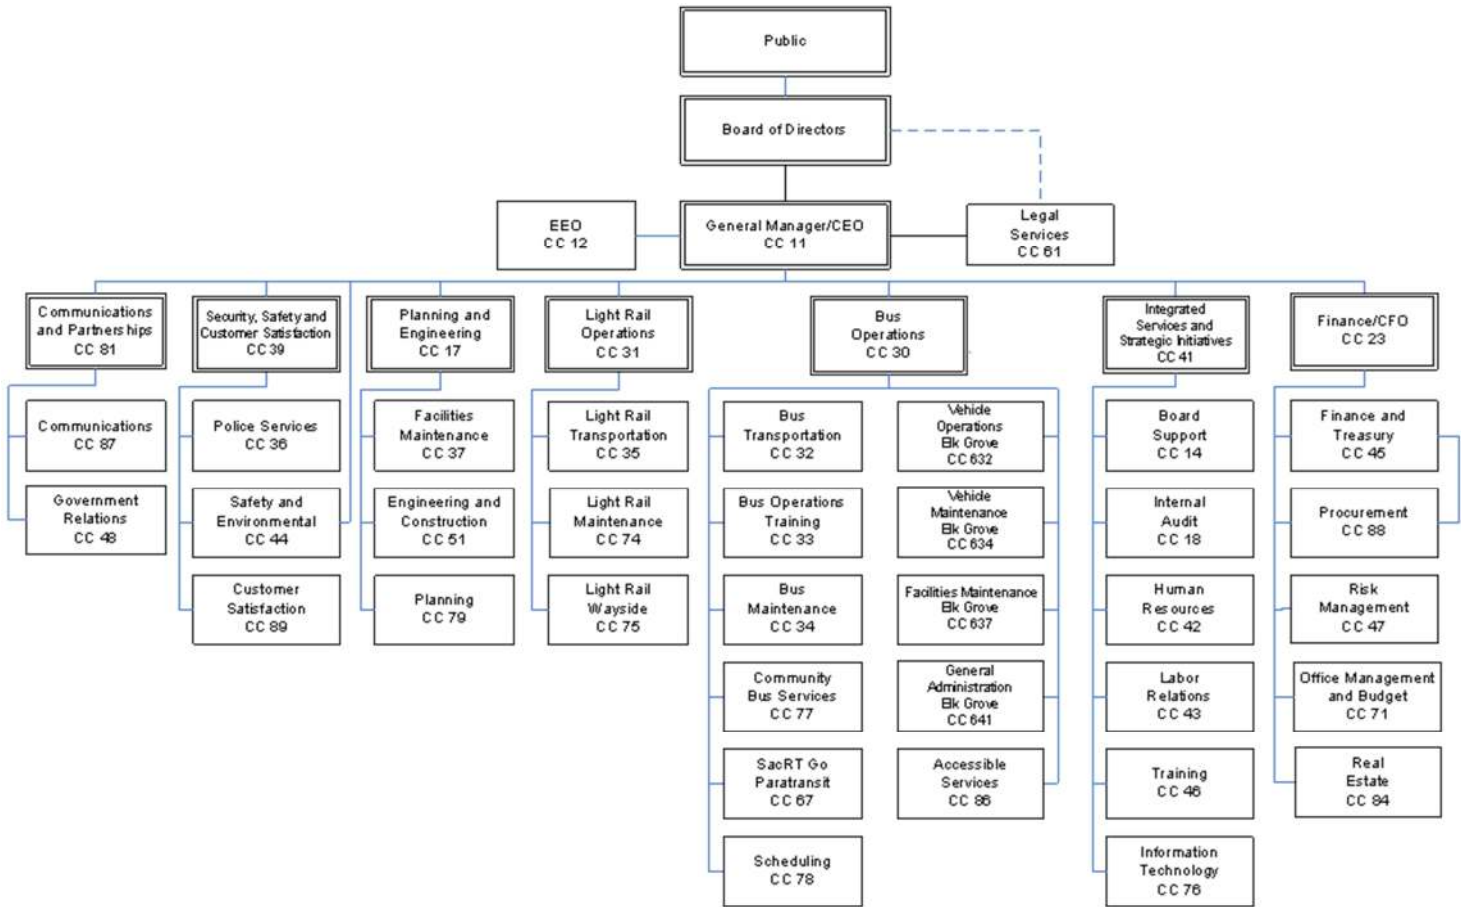 Public
Board of Directors
EEO
CC 12
General Manager/CEO
CC 11
Legal
Services
CC 61
Communications
and Partnerships
CC 81
Security, Safety and
Customer Satisfaction
CC 39
Planning and
Engineering
CC 17
Light Rail
Operations
CC 31
Bus
Operations
CC 30
Integrated
Services and
Strategic Initiatives
CC 41
Finance/CFO
CC 23
Communications
CC 87
Government
Relations
CC 48
Police Services
CC 36
Safety and
Environmental
CC 44
Customer
Satisfaction
CC 89
Facilities
Maintenance
CC 37
Engineering and
Construction
CC 51
Planning
CC 79
Light Rail
Transportation
CC 35
Light Rail
Maintenance
CC 74
Light Rail
Wayside
CC 75
Bus
Transportation
CC 32
Bus Operations
Training
CC 33
Bus
Maintenance
CC 34
Community
Bus Services
CC 77
SacRT Go
Paratransit
CC 67
Scheduling
CC 78
Vehicle
Operations
Elk Grove
CC 632
Vehicle
Maintenance
Elk Grove
CC 634
Facilities Maintenance
Elk Grove
CC 637
General
Administration
Elk Grove
CC 641
Accessible
Services
CC 86
Board
Support
CC 14
Internal
Audit
CC 18
Human
Resources
CC 42
Labor
Relations
CC 43
Training
CC 46
Information
Technology
CC 76
Finance and
Treasury
CC 45
Procurement
CC 88
Risk
Management
CC 47
Office Management
and Budget
CC 71
Real
Estate
CC 84